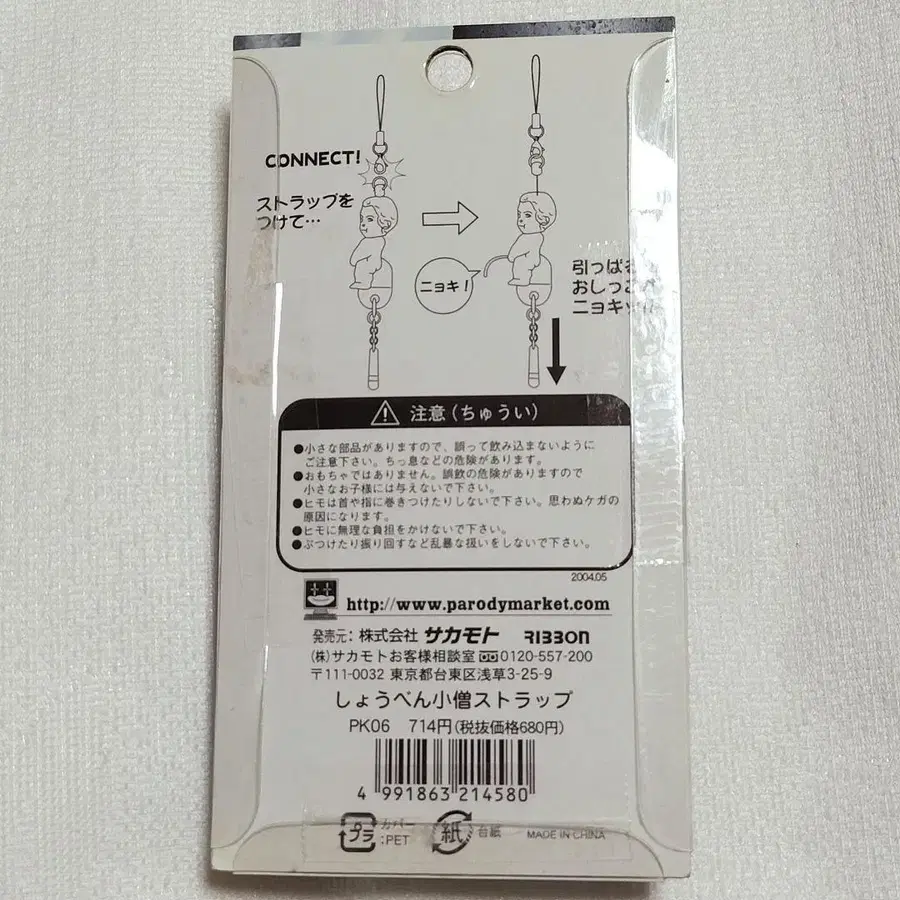 CONNECT!
ストラップを
つけて…
ニョキ!
引っぱ
おしっこ
ニョキッ
注意(ちゅうい)
●小さな部品がありますので、誤って飲み込まないように
ご注意下さい。ちっ息などの危険があります。
●おもちゃではありません。誤飲の危険がありますので
小さなお子様には与えないで下さい。
●ヒモは首や指に巻きつけたりしないで下さい。思わぬケガの
原因になります。
●ヒモに無理な負担をかけないで下さい。
●ぶつけたり振り回すなど乱暴な扱いをしないで下さい。
2004.05
http://www.parodymarket.com
発売元:株式会社 サカモト RIBBON
(株)サカモトお客様相談室 0120-557-200
〒111-0032 東京都台東区浅草3-25-9
しょうべん小僧ストラップ
PK06 714円(税抜価格680円)
4 991863 214580
プラ カバー:PET
紙 台紙
MADE IN CHINA